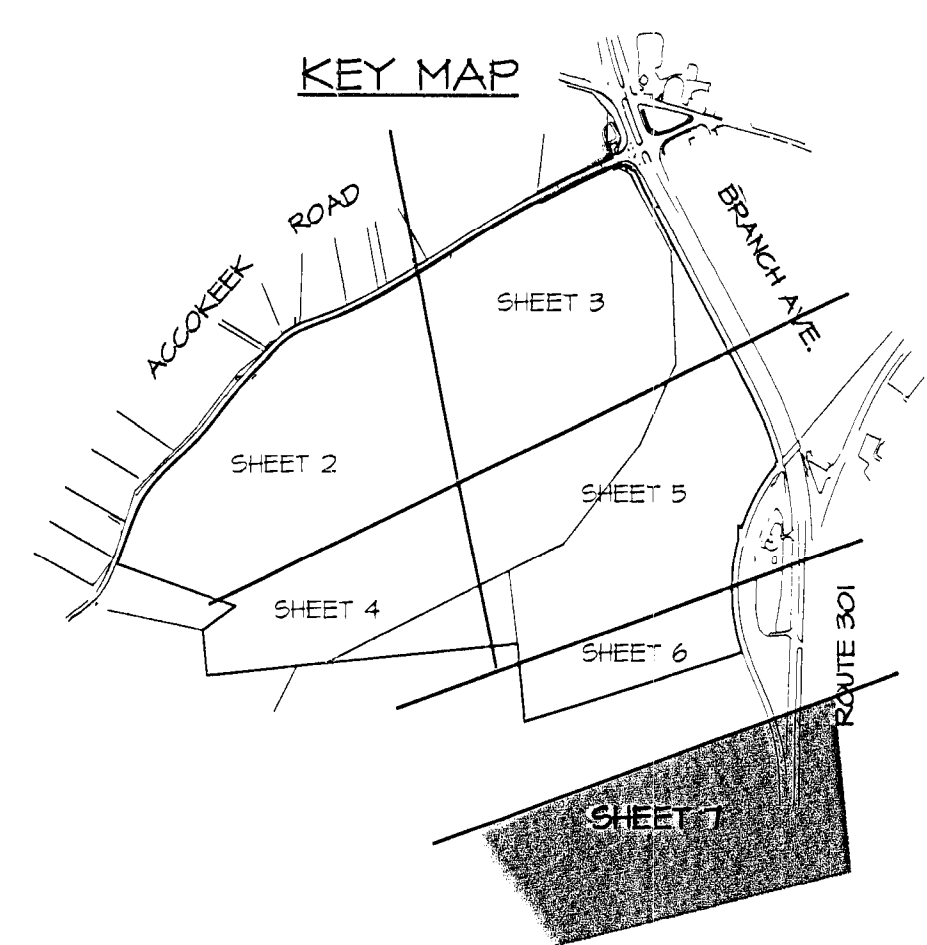 KEY MAP
ACCOKEEK ROAD
BRANCH AVE.
SHEET 3
SHEET 2
SHEET 5
SHEET 4
SHEET 6
ROUTE 301
SHEET 7